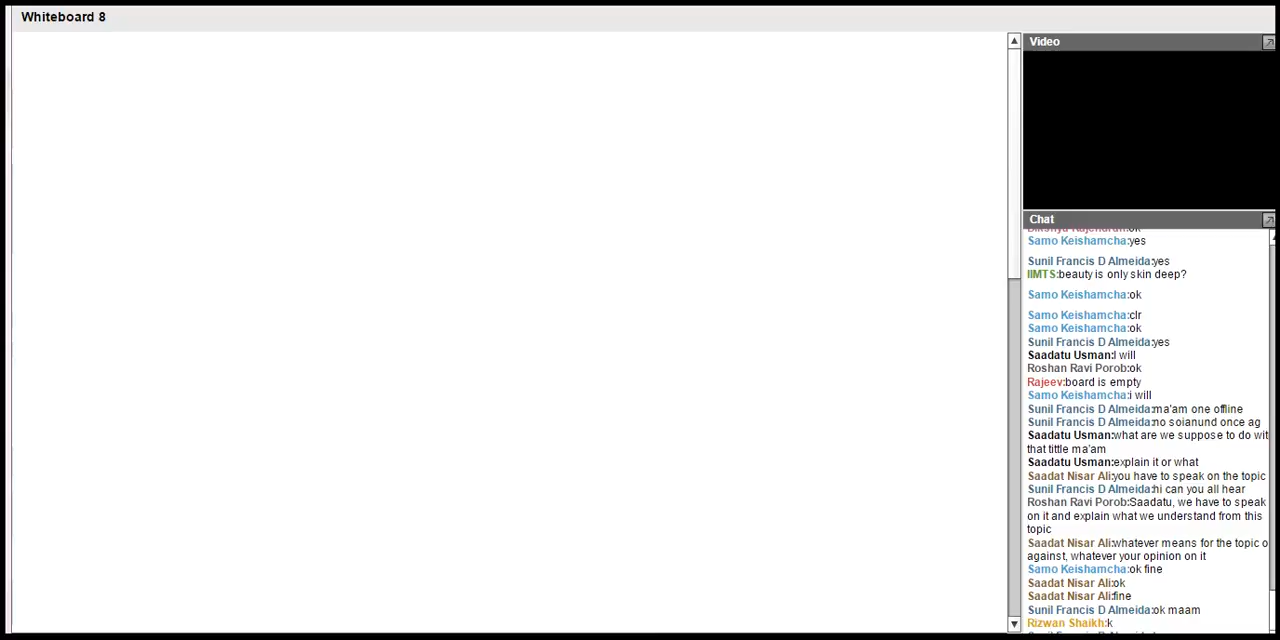 Whiteboard 8
Video
Chat
Samo Keishamcha:yes
Sunil Francis D Almeida:yes
IIMTS:beauty is only skin deep?
Samo Keishamcha:ok
Samo Keishamcha:clr
Samo Keishamcha:ok
Sunil Francis D Almeida:yes
Saadatu Usman:I will
Roshan Ravi Porob:ok
Rajeev:board is empty
Samo Keishamcha:i will
Sunil Francis D Almeida:ma'am one offline
Sunil Francis D Almeida:no soianund once ag
Saadatu Usman:what are we suppose to do wit
that tittle ma'am
Saadatu Usman:explain it or what
Saadat Nisar Ali:you have to speak on the topic
Sunil Francis D Almeida:hi can you all hear
Roshan Ravi Porob:Saadatu, we have to speak
on it and explain what we understand from this
topic
Saadat Nisar Ali:whatever means for the topic o
against, whatever your opinion on it
Samo Keishamcha:ok fine
Saadat Nisar Ali:ok
Saadat Nisar Ali:fine
Sunil Francis D Almeida:ok maam
Rizwan Shaikh:k